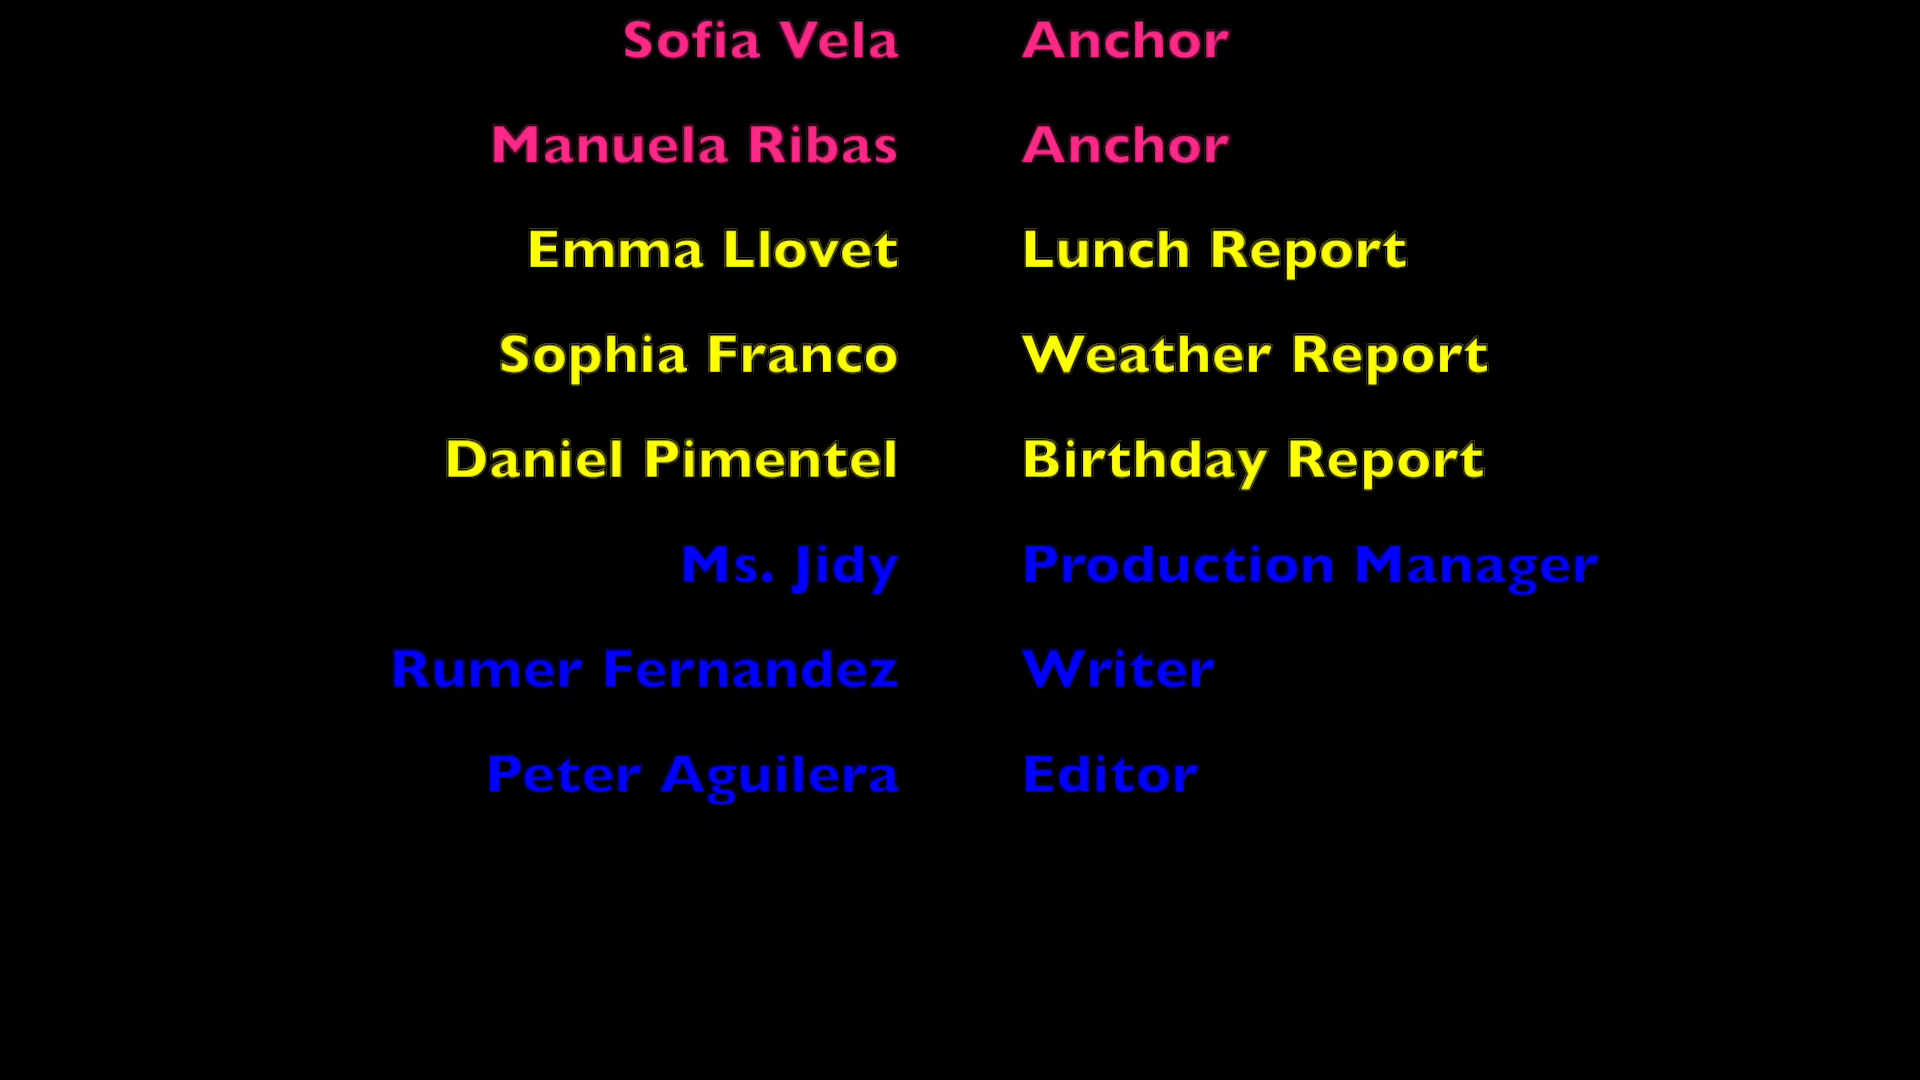 Sofia Vela Anchor
Manuela Ribas Anchor
Emma Llovet Lunch Report
Sophia Franco Weather Report
Daniel Pimentel Birthday Report
Ms. Jidy Production Manager
Rumer Fernandez Writer
Peter Aguilera Editor